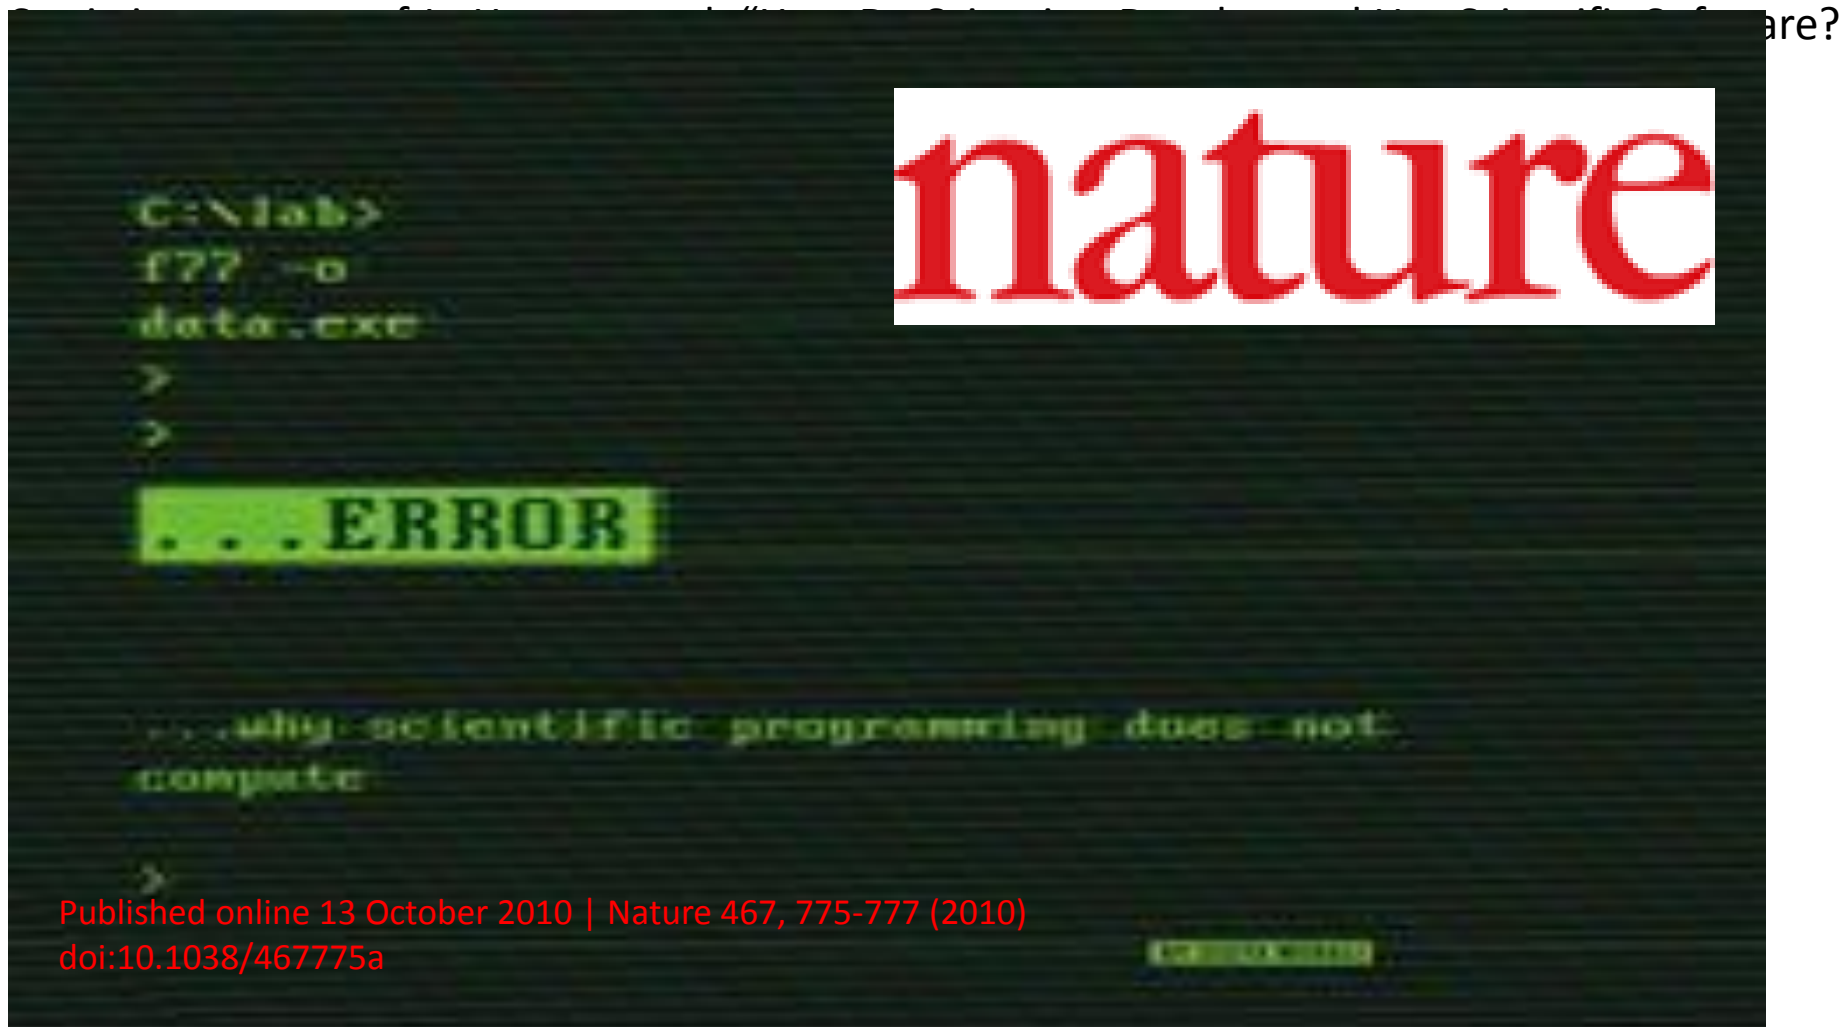 are?
nature
C:\lab>
f77 -o
data.exe
>
>
...ERROR
...why scientific programming does not
compute
>
Published online 13 October 2010 | Nature 467, 775-777 (2010)
doi:10.1038/467775a